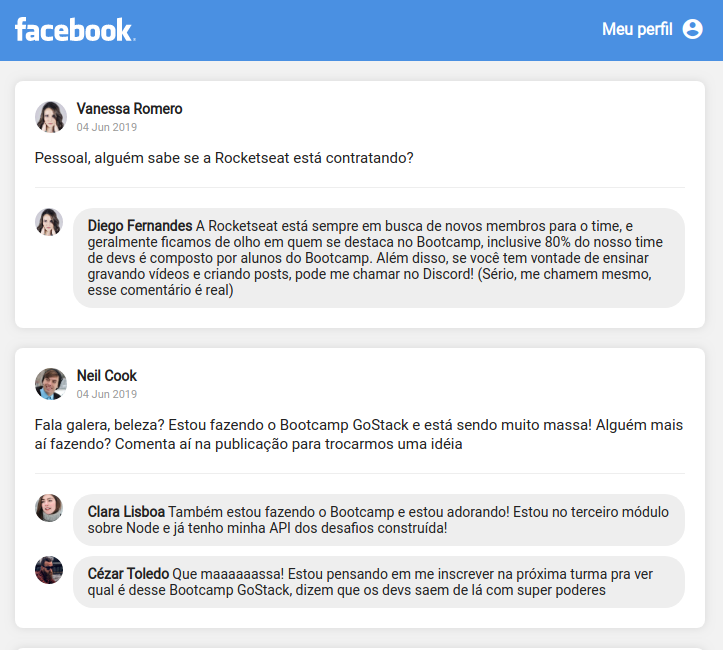 facebook.
Meu perfil
Vanessa Romero
04 Jun 2019
Pessoal, alguém sabe se a Rocketseat está contratando?
Diego Fernandes A Rocketseat está sempre em busca de novos membros para o time, e
geralmente ficamos de olho em quem se destaca no Bootcamp, inclusive 80% do nosso time
de devs é composto por alunos do Bootcamp. Além disso, se você tem vontade de ensinar
gravando vídeos e criando posts, pode me chamar no Discord! (Sério, me chamem mesmo,
esse comentário é real)
Neil Cook
04 Jun 2019
Fala galera, beleza? Estou fazendo o Bootcamp GoStack e está sendo muito massa! Alguém mais
aí fazendo? Comenta aí na publicação para trocarmos uma idéia
Clara Lisboa Também estou fazendo o Bootcamp e estou adorando! Estou no terceiro módulo
sobre Node e já tenho minha API dos desafios construída!
Cézar Toledo Que maaaaaassa! Estou pensando em me inscrever na próxima turma pra ver
qual é desse Bootcamp GoStack, dizem que os devs saem de lá com super poderes